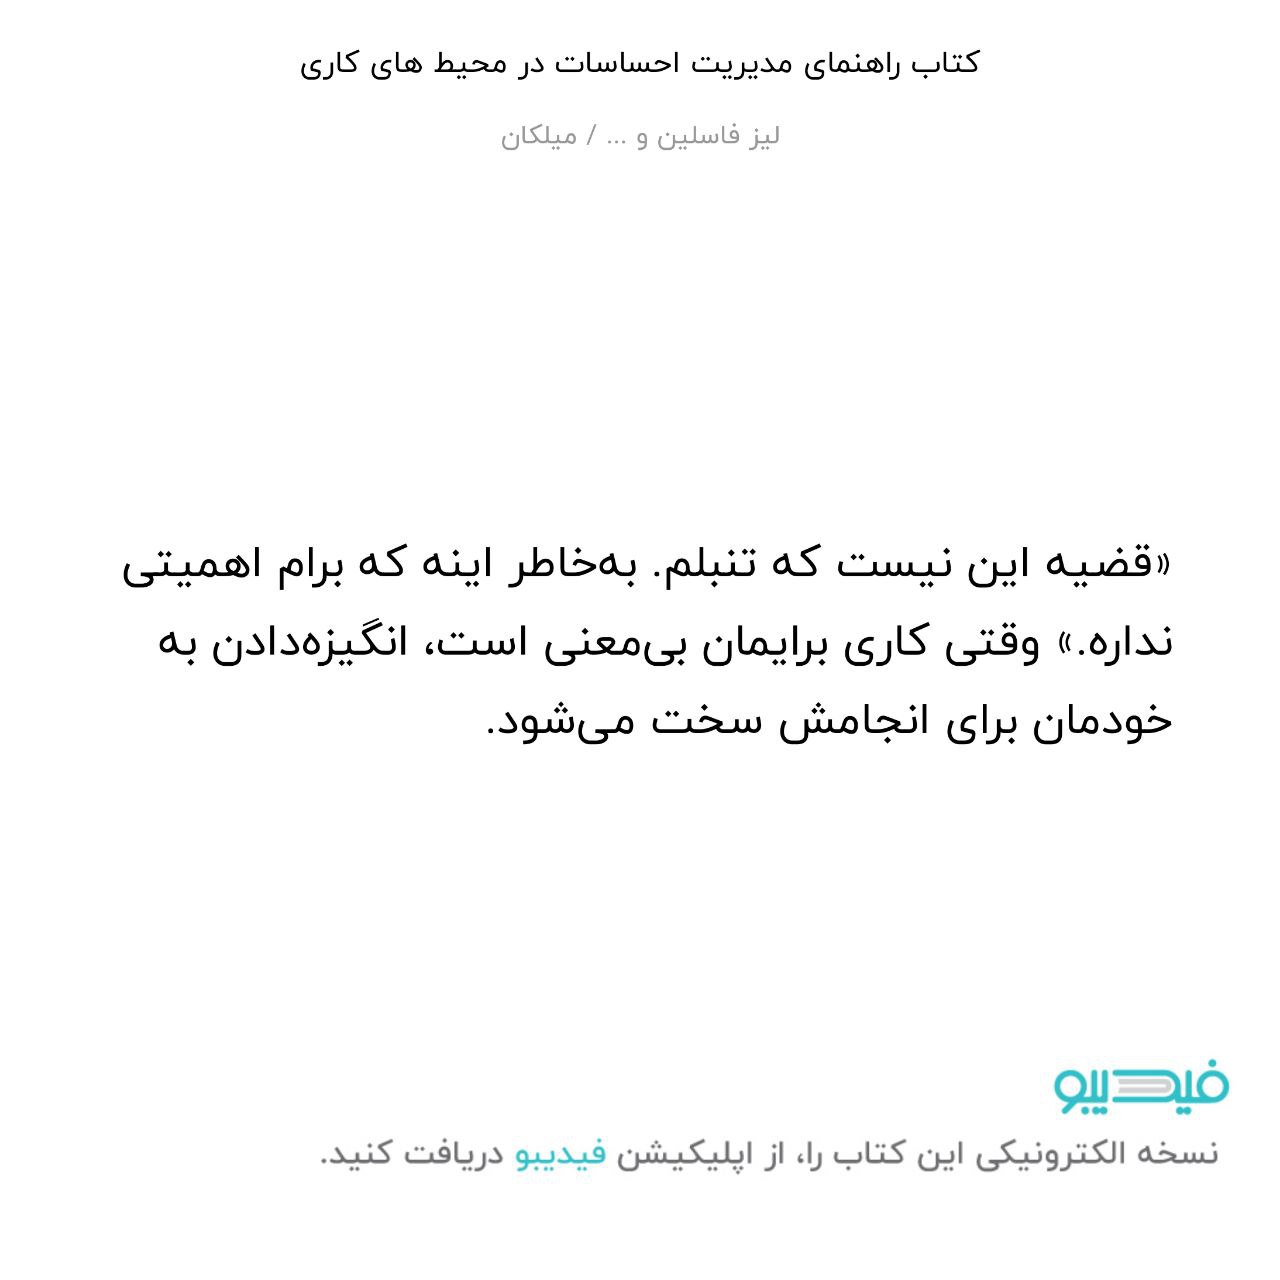 کتاب راهنمای مدیریت احساسات در محیط های کاری
لیز فاسلین و ... / میلکان
«قضیه این نیست که تنبلم. به‌خاطر اینه که برام اهمیتی
نداره.» وقتی کاری برایمان بی‌معنی است، انگیزه‌دادن به
خودمان برای انجامش سخت می‌شود.
فیدیبو
نسخه الکترونیکی این کتاب را، از اپلیکیشن فیدیبو دریافت کنید.